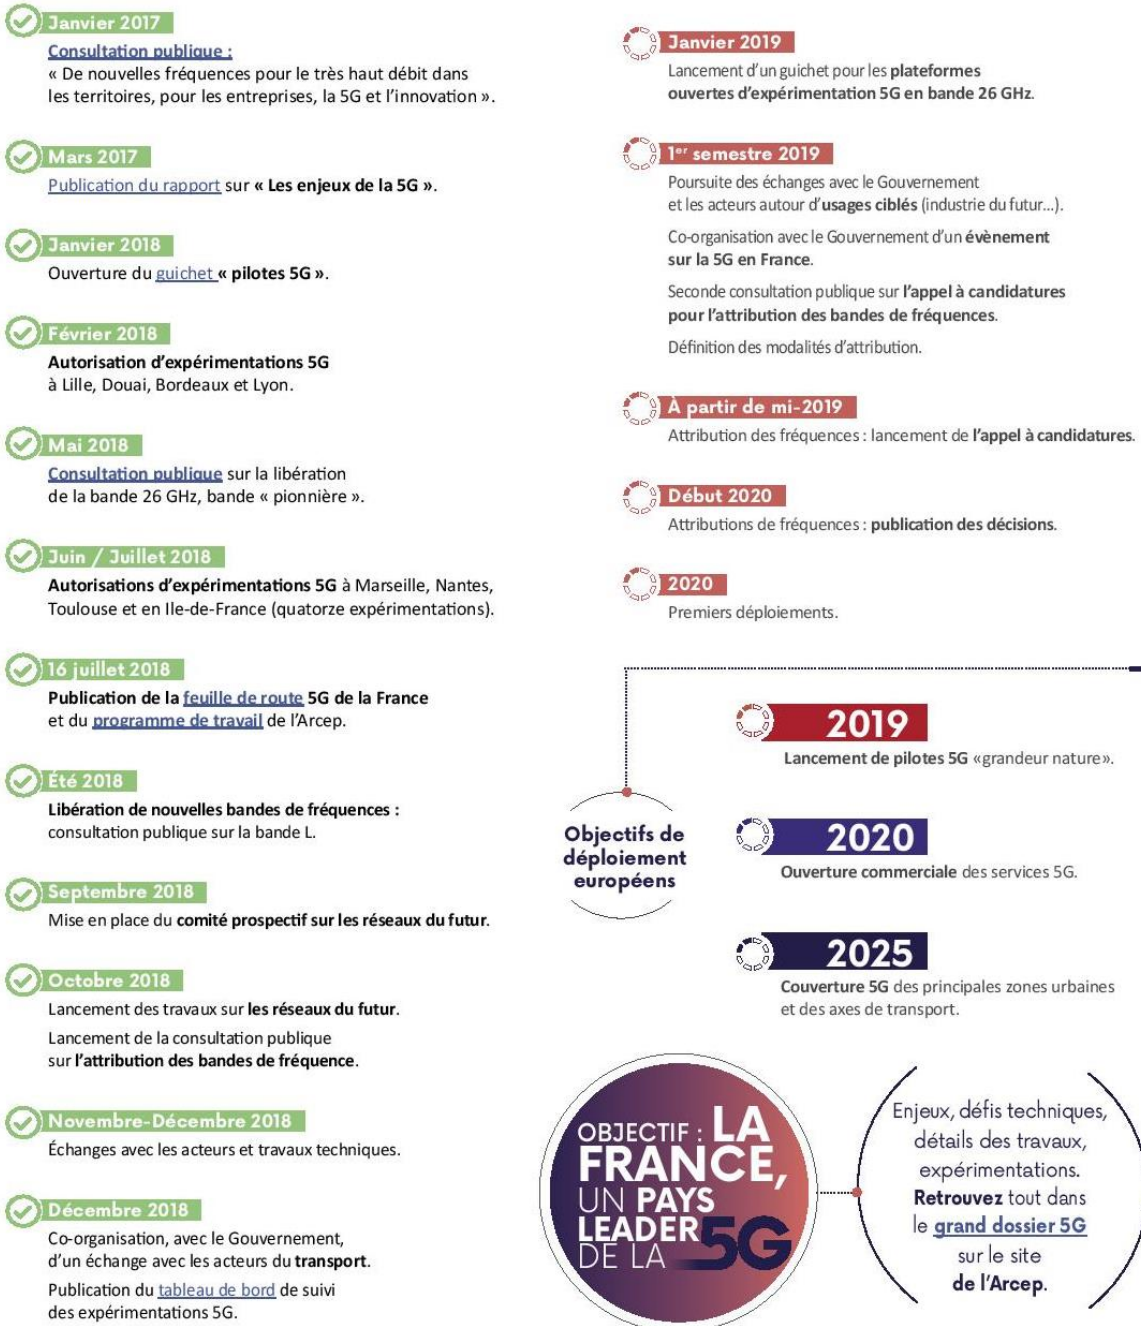 Janvier 2017
Consultation publique :
« De nouvelles fréquences pour le très haut débit dans
les territoires, pour les entreprises, la 5G et l’innovation ».
Mars 2017
Publication du rapport sur « Les enjeux de la 5G ».
Janvier 2018
Ouverture du guichet « pilotes 5G ».
Février 2018
Autorisation d’expérimentations 5G
à Lille, Douai, Bordeaux et Lyon.
Mai 2018
Consultation publique sur la libération
de la bande 26 GHz, bande « pionnière ».
Juin / Juillet 2018
Autorisations d’expérimentations 5G à Marseille, Nantes,
Toulouse et en Ile-de-France (quatorze expérimentations).
16 juillet 2018
Publication de la feuille de route 5G de la France
et du programme de travail de l’Arcep.
Été 2018
Libération de nouvelles bandes de fréquences :
consultation publique sur la bande L.
Septembre 2018
Mise en place du comité prospectif sur les réseaux du futur.
Octobre 2018
Lancement des travaux sur les réseaux du futur.
Lancement de la consultation publique
sur l’attribution des bandes de fréquence.
Novembre-Décembre 2018
Échanges avec les acteurs et travaux techniques.
Décembre 2018
Co-organisation, avec le Gouvernement,
d’un échange avec les acteurs du transport.
Publication du tableau de bord de suivi
des expérimentations 5G.
Janvier 2019
Lancement d’un guichet pour les plateformes
ouvertes d’expérimentation 5G en bande 26 GHz.
1er semestre 2019
Poursuite des échanges avec le Gouvernement
et les acteurs autour d’usages ciblés (industrie du futur...).
Co-organisation avec le Gouvernement d’un évènement
sur la 5G en France.
Seconde consultation publique sur l’appel à candidatures
pour l’attribution des bandes de fréquences.
Définition des modalités d’attribution.
À partir de mi-2019
Attribution des fréquences : lancement de l’appel à candidatures.
Début 2020
Attributions de fréquences : publication des décisions.
2020
Premiers déploiements.
Objectifs de
déploiement
européens
2019
Lancement de pilotes 5G «grandeur nature».
2020
Ouverture commerciale des services 5G.
2025
Couverture 5G des principales zones urbaines
et des axes de transport.
OBJECTIF : LA
FRANCE,
UN PAYS
LEADER
DE LA 5G
Enjeux, défis techniques,
détails des travaux,
expérimentations.
Retrouvez tout dans
le grand dossier 5G
sur le site
de l’Arcep.